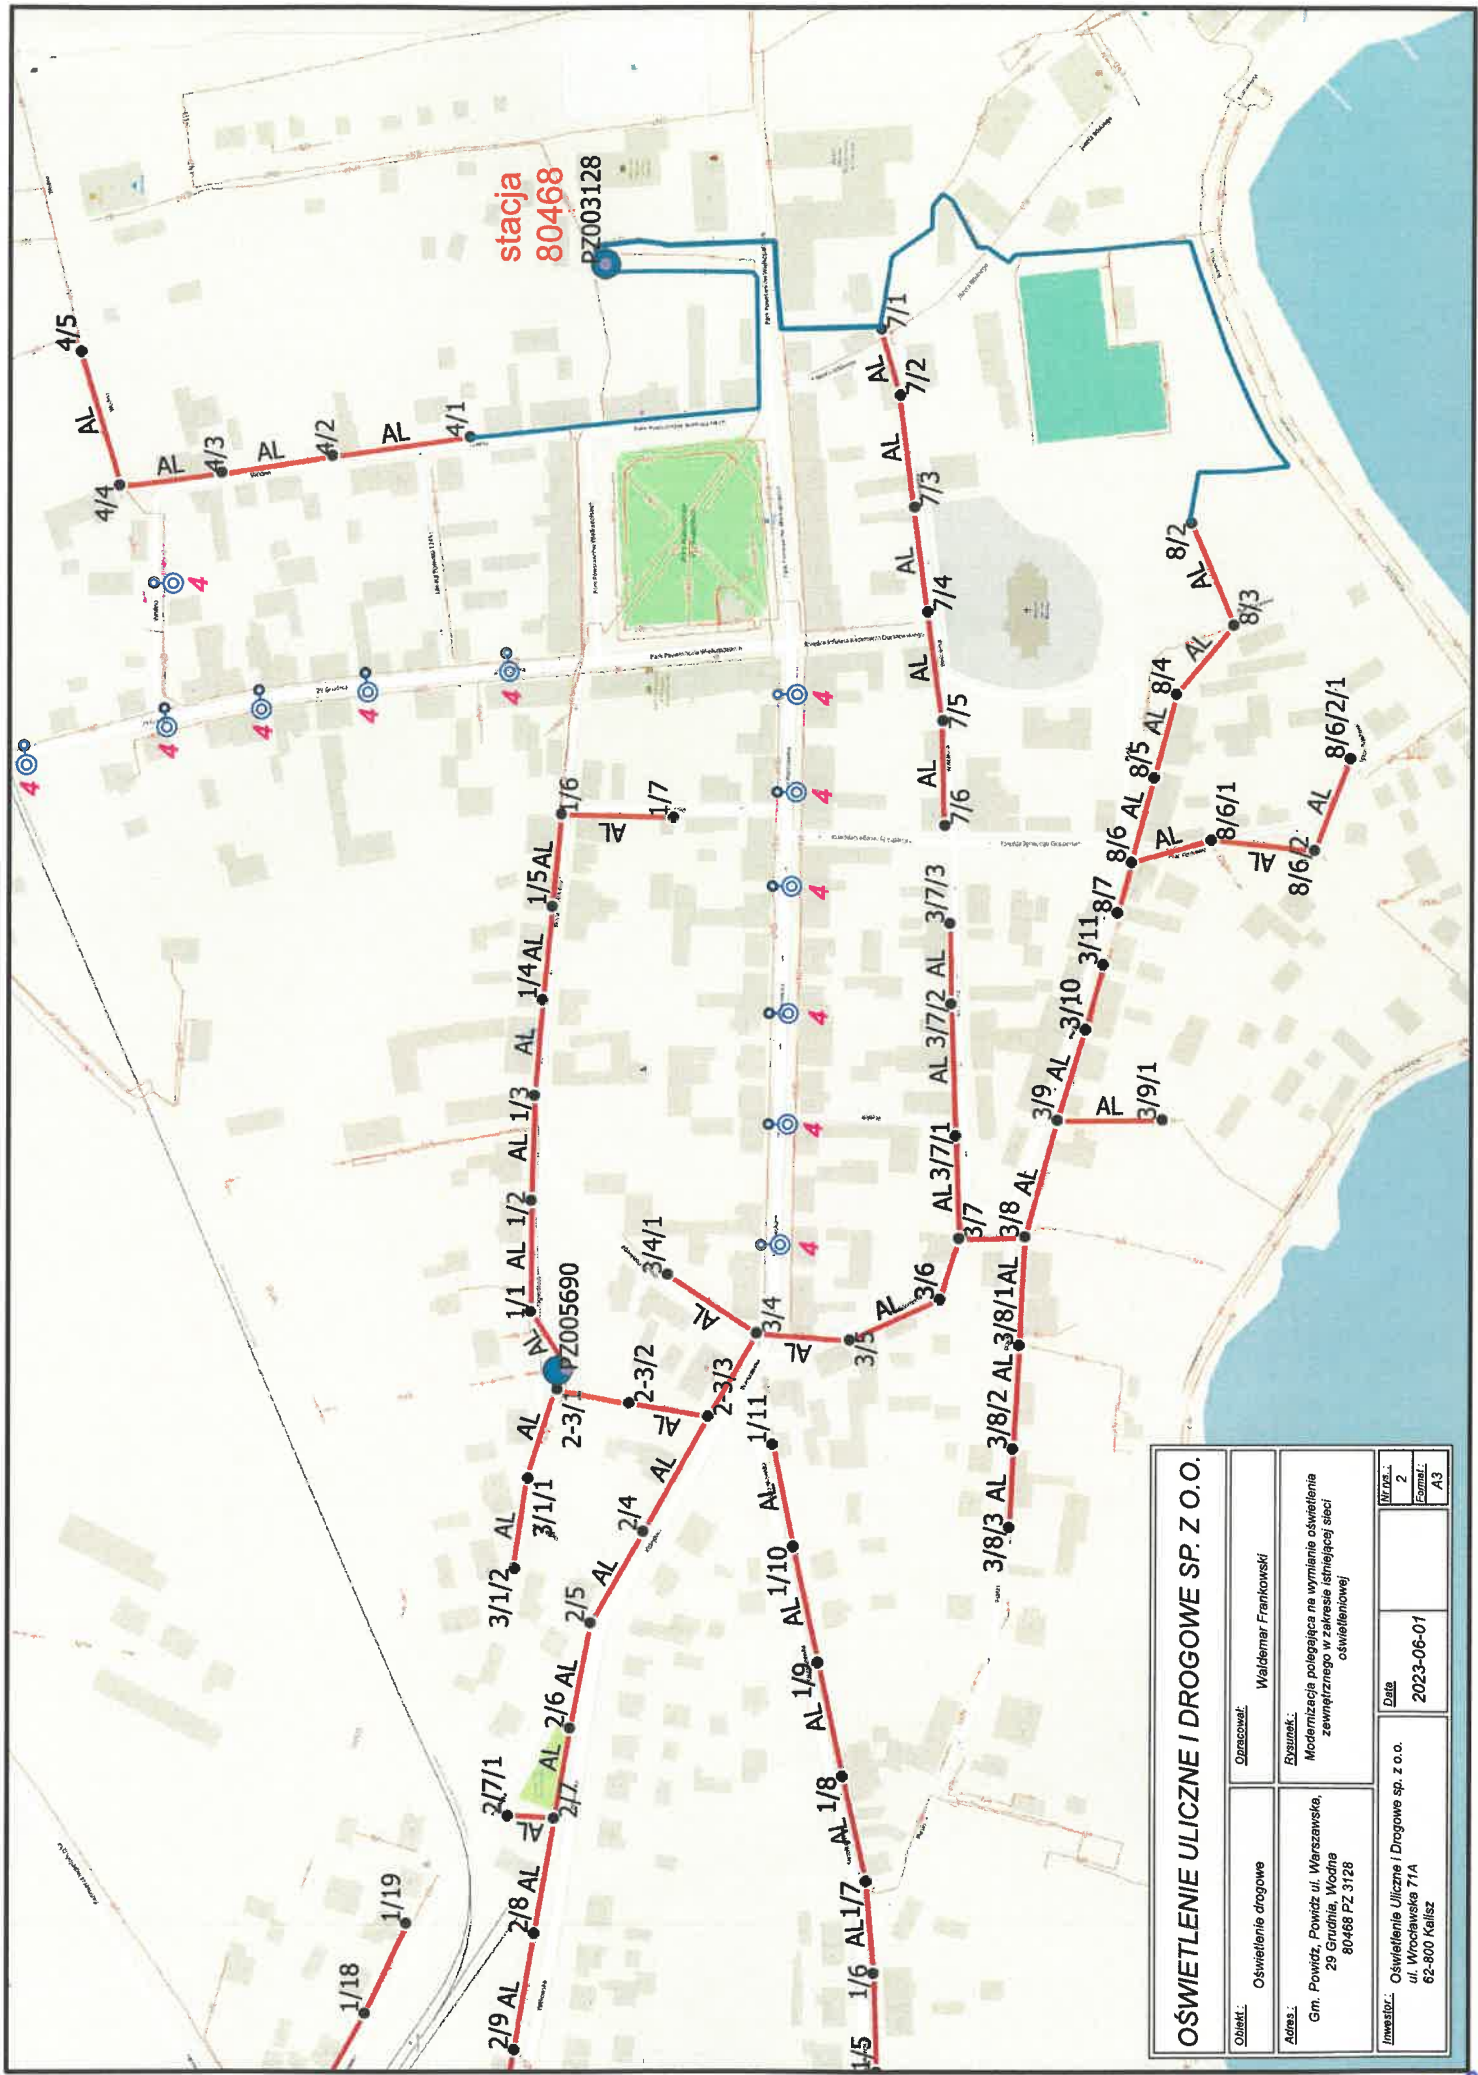 stacja
80468
PZ003128
4/5
AL
4/4
AL
4/3
AL
4/2
AL
4/1
4
4
4
4
4
4
4
4
4
4
4
4
7/1
AL
7/2
AL
7/3
AL
7/4
AL
7/5
AL
7/6
8/2
AL
8/3
AL
8/4
AL
8/5
AL
8/6
8/7
AL
8/6/1
AL
8/6/2
AL
8/6/2/1
PZ005690
AL
1/1
AL
1/2
AL
1/3
AL
1/4
AL
1/5
AL
1/6
AL
1/7
3/1/2
AL
3/1/1
AL
2-3/1
2-3/2
AL
2-3/3
AL
2/4
AL
2/5
AL
2/6
AL
2/7
AL
2/7/1
2/8
AL
2/9
AL
1/18
1/19
3/4/1
AL
3/4
AL
3/5
AL
3/6
3/7
AL
3/7/1
AL
3/7/2
AL
3/7/3
3/8
AL
3/8/1
AL
3/8/2
AL
3/8/3
AL
3/9
AL
3/9/1
AL
3/10
3/11
1/11
AL
1/10
AL
1/9
AL
1/8
AL
1/7
AL
1/6
1/5
OŚWIETLENIE ULICZNE I DROGOWE SP. Z O.O.
Obiekt:
Oświetlenie drogowe
Opracował:
Waldemar Frankowski
Adres:
Gm. Powidz, Powidz ul. Warszawska,
29 Grudnia, Wodna
80468 PZ 3128
Rysunek:
Modernizacja polegająca na wymianie oświetlenia
zewnętrznego w zakresie istniejącej sieci
oświetleniowej
Inwestor:
Oświetlenie Uliczne i Drogowe sp. z o.o.
ul. Wrocławska 71A
62-800 Kalisz
Data
2023-06-01
Nr rys.:
2
Format:
A3